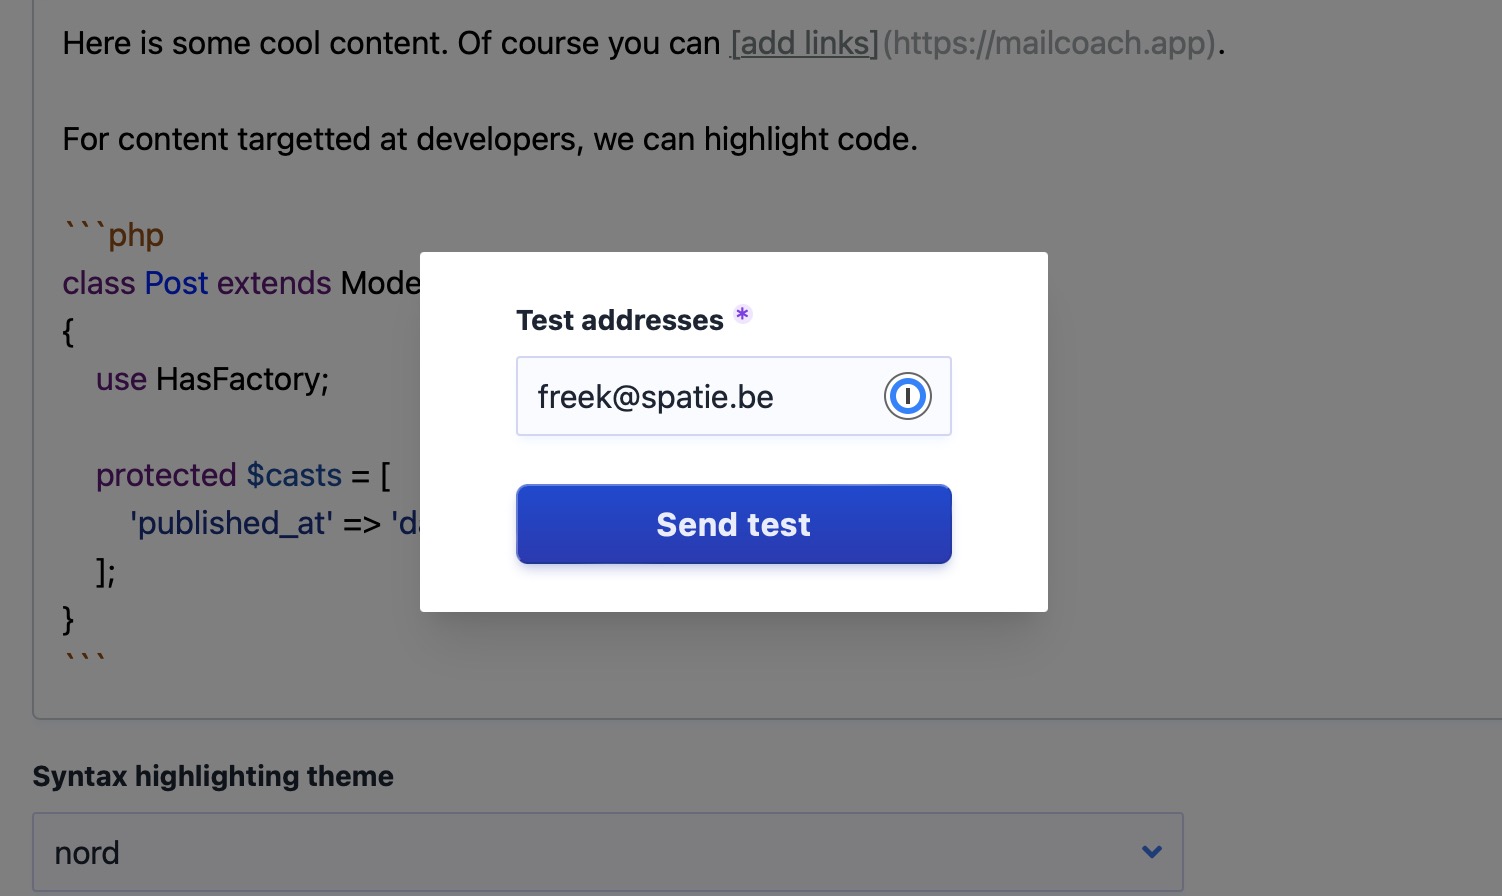 Here is some cool content. Of course you can [add links](https://mailcoach.app).
For content targetted at developers, we can highlight code.
```php
class Post extends Mode
{
use HasFactory;
protected $casts = [
'published_at' => 'd
];
}
```
Test addresses *
freek@spatie.be
Send test
Syntax highlighting theme
nord